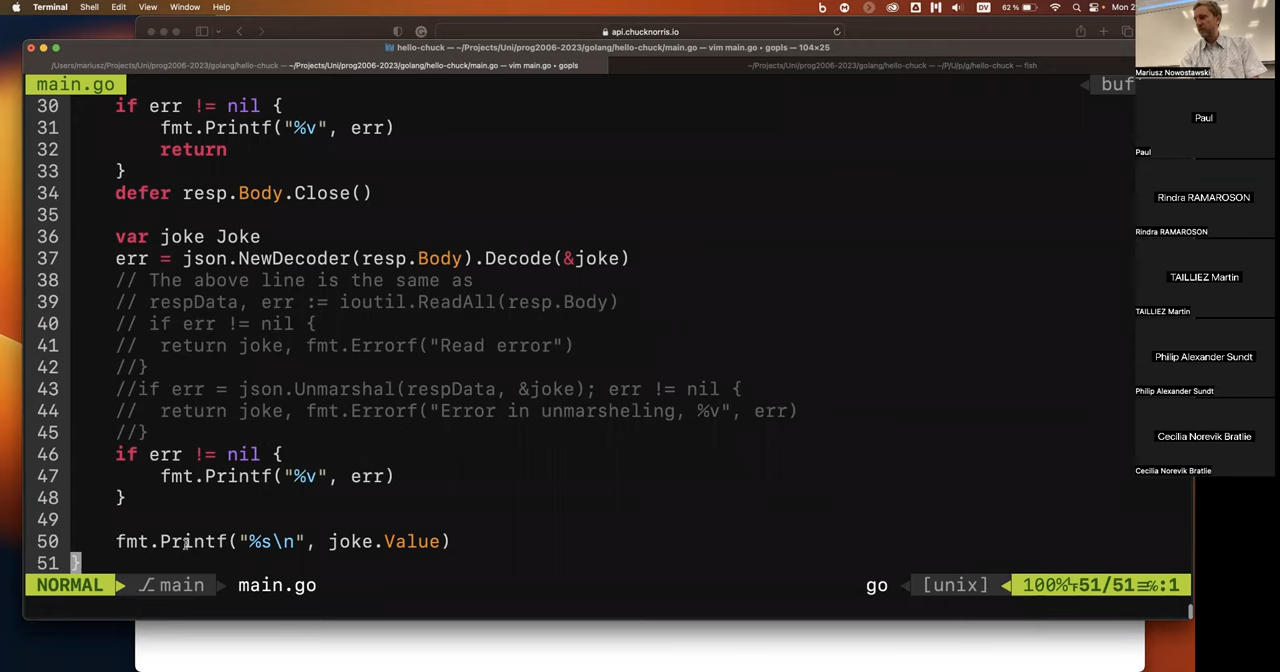 Terminal Shell Edit View Window Help
DV 62 % Mon 2
api.chucknorris.io
hello-chuck — ~/Projects/Uni/prog2006-2023/golang/hello-chuck/main.go — vim main.go • gopls — 104×25
/Users/mariusz/Projects/Uni/prog2006-2023/golang/hello-chuck — ~/Projects/Uni/prog2006-2023/golang/hello-chuck/main.go — vim main.go • gopls
~/Projects/Uni/prog2006-2023/golang/hello-chuck — ~/P/U/p/g/hello-chuck — fish
main.go buf
30 if err != nil {
31 fmt.Printf("%v", err)
32 return
33 }
34 defer resp.Body.Close()
35
36 var joke Joke
37 err = json.NewDecoder(resp.Body).Decode(&joke)
38 // The above line is the same as
39 // respData, err := ioutil.ReadAll(resp.Body)
40 // if err != nil {
41 // return joke, fmt.Errorf("Read error")
42 //}
43 //if err = json.Unmarshal(respData, &joke); err != nil {
44 // return joke, fmt.Errorf("Error in unmarsheling, %v", err)
45 //}
46 if err != nil {
47 fmt.Printf("%v", err)
48 }
49
50 fmt.Printf("%s\n", joke.Value)
51 }
NORMAL main main.go go [unix] 100% 51/51 :1
Mariusz Nowostawski
Paul
Paul
Rindra RAMAROSON
Rindra RAMAROSON
TAILLIEZ Martin
TAILLIEZ Martin
Philip Alexander Sundt
Philip Alexander Sundt
Cecilia Norevik Bratlie
Cecilia Norevik Bratlie